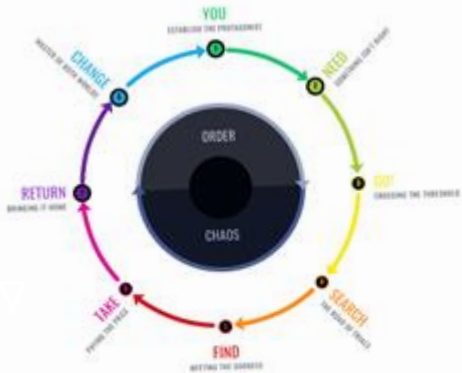 YOU
ESTABLISH THE PROTAGONIST
NEED
SOMETHING ISN'T RIGHT
GO!
CROSSING THE THRESHOLD
SEARCH
THE ROAD OF TRIALS
FIND
MEETING THE GODDESS
TAKE
PAYING THE PRICE
RETURN
BRINGING IT HOME
CHANGE
MASTER OF BOTH WORLDS
ORDER
CHAOS